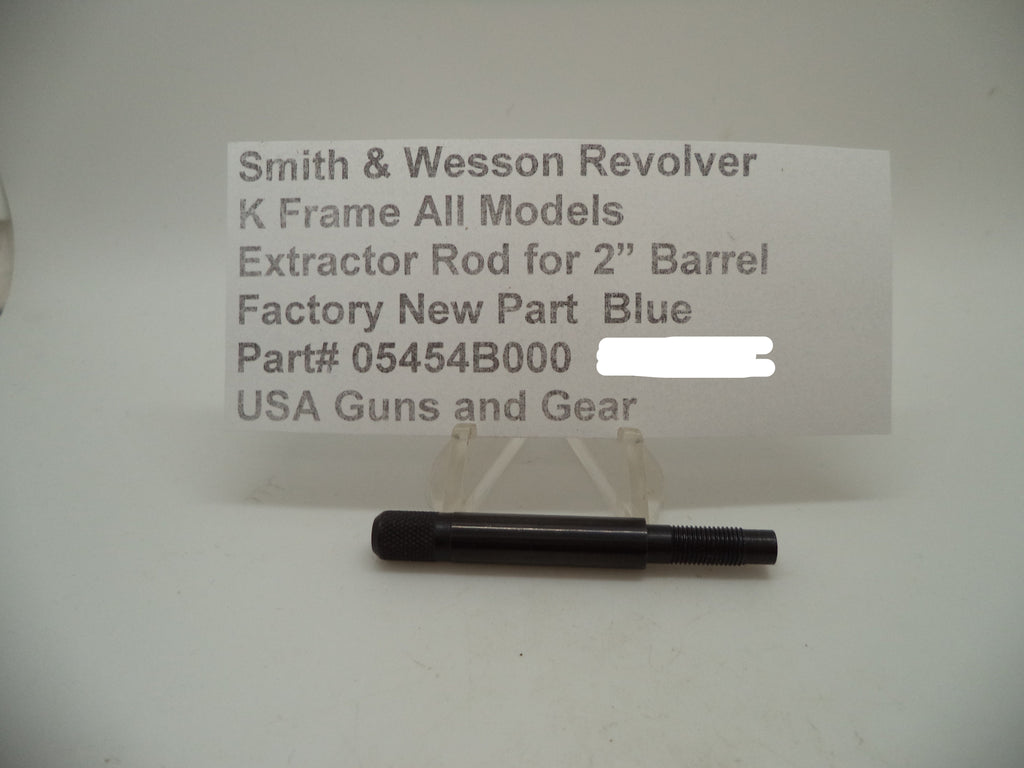 Smith & Wesson Revolver
K Frame All Models
Extractor Rod for 2” Barrel
Factory New Part  Blue
Part# 05454B000
USA Guns and Gear